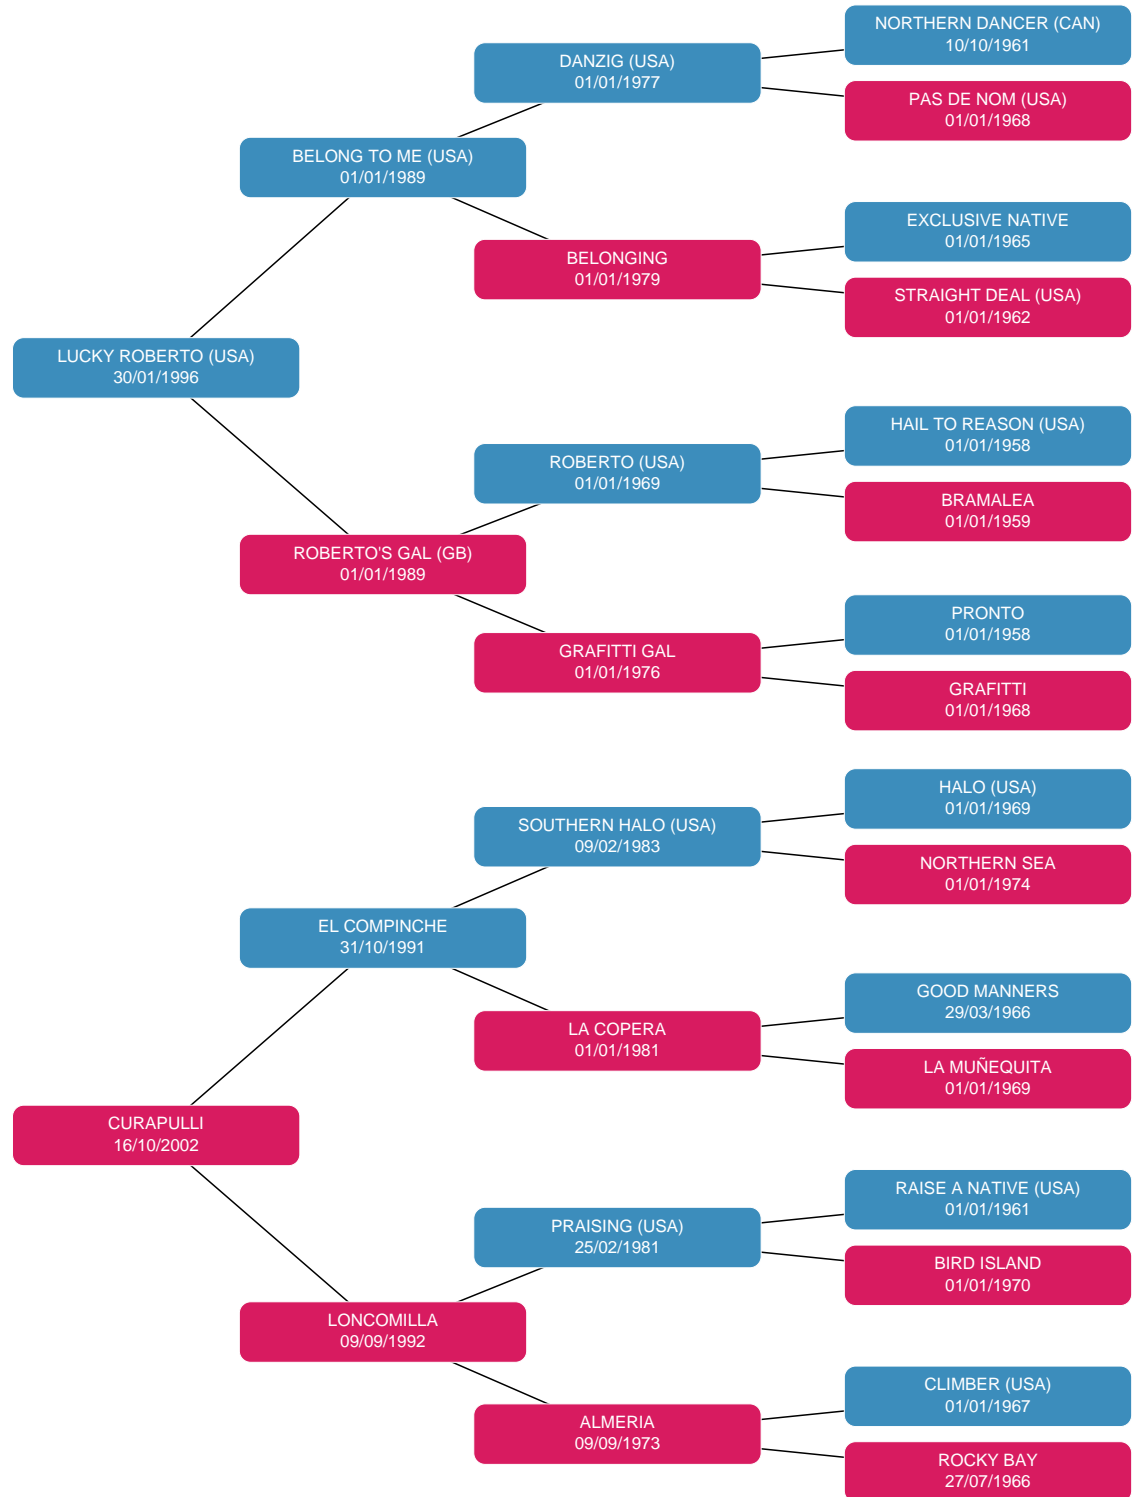 NORTHERN DANCER (CAN)
10/10/1961
DANZIG (USA)
01/01/1977
PAS DE NOM (USA)
01/01/1968
BELONG TO ME (USA)
01/01/1989
EXCLUSIVE NATIVE
01/01/1965
BELONGING
01/01/1979
STRAIGHT DEAL (USA)
01/01/1962
LUCKY ROBERTO (USA)
30/01/1996
HAIL TO REASON (USA)
01/01/1958
ROBERTO (USA)
01/01/1969
BRAMALEA
01/01/1959
ROBERTO'S GAL (GB)
01/01/1989
PRONTO
01/01/1958
GRAFITTI GAL
01/01/1976
GRAFITTI
01/01/1968
HALO (USA)
01/01/1969
SOUTHERN HALO (USA)
09/02/1983
NORTHERN SEA
01/01/1974
EL COMPINCHE
31/10/1991
GOOD MANNERS
29/03/1966
LA COPERA
01/01/1981
LA MUÑEQUITA
01/01/1969
CURAPULLI
16/10/2002
RAISE A NATIVE (USA)
01/01/1961
PRAISING (USA)
25/02/1981
BIRD ISLAND
01/01/1970
LONCOMILLA
09/09/1992
CLIMBER (USA)
01/01/1967
ALMERIA
09/09/1973
ROCKY BAY
27/07/1966